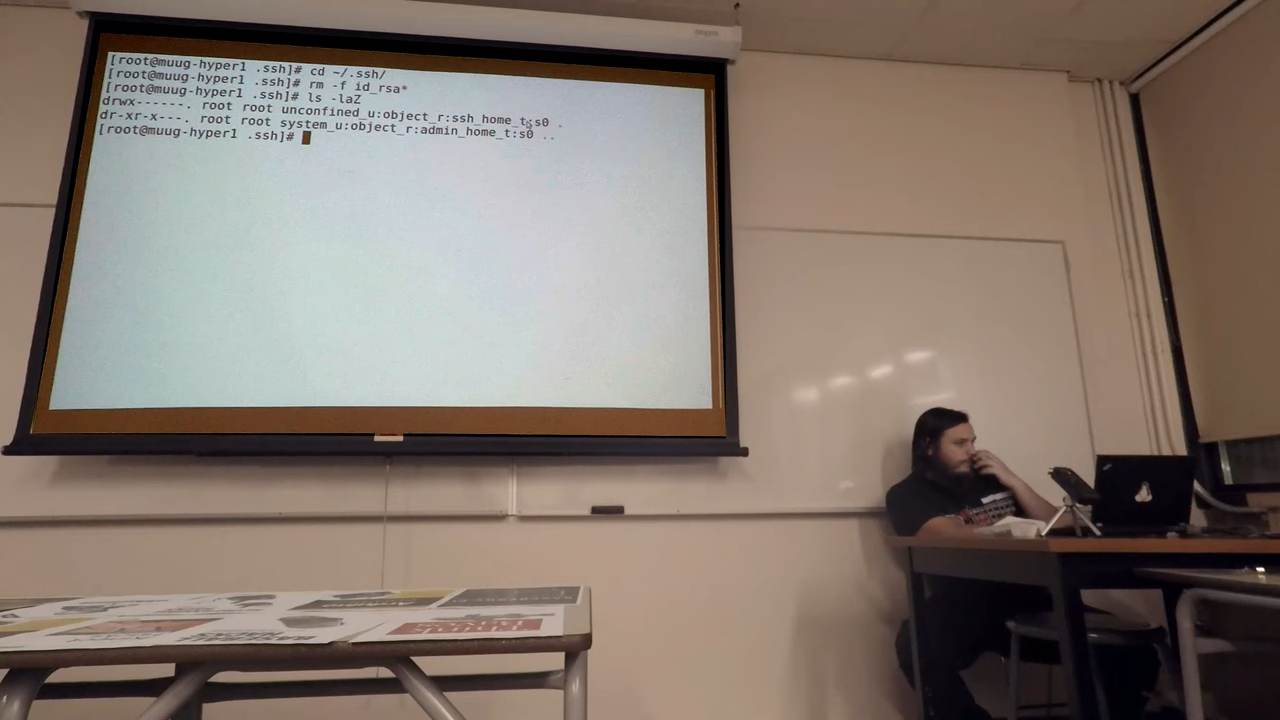 [root@muug-hyper1 .ssh]# cd ~/.ssh/
[root@muug-hyper1 .ssh]# rm -f id_rsa*
[root@muug-hyper1 .ssh]# ls -laZ
drwx------. root root unconfined_u:object_r:ssh_home_t:s0 .
dr-xr-x---. root root system_u:object_r:admin_home_t:s0 ..
[root@muug-hyper1 .ssh]#